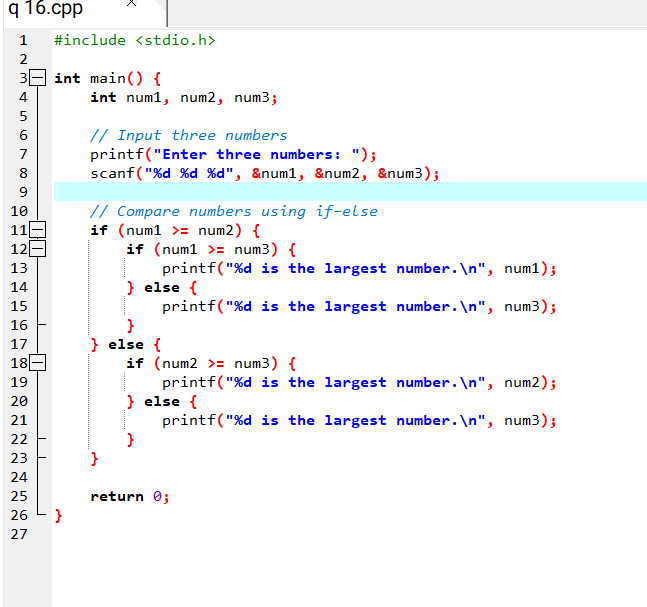 q 16.cpp ×
1 #include <stdio.h>
2
3 int main() {
4     int num1, num2, num3;
5
6     // Input three numbers
7     printf("Enter three numbers: ");
8     scanf("%d %d %d", &num1, &num2, &num3);
9
10     // Compare numbers using if-else
11     if (num1 >= num2) {
12         if (num1 >= num3) {
13             printf("%d is the largest number.\n", num1);
14         } else {
15             printf("%d is the largest number.\n", num3);
16         }
17     } else {
18         if (num2 >= num3) {
19             printf("%d is the largest number.\n", num2);
20         } else {
21             printf("%d is the largest number.\n", num3);
22         }
23     }
24
25     return 0;
26 }
27